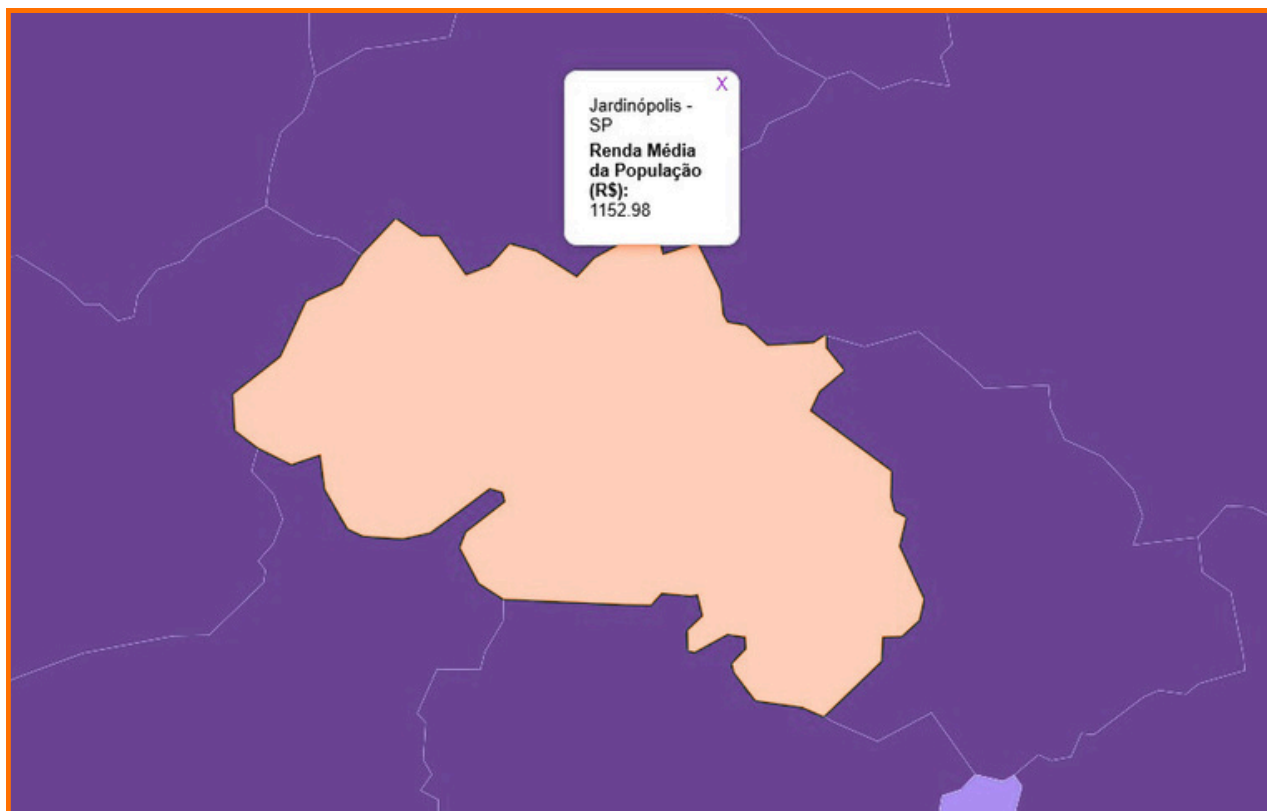 X
Jardinópolis -
SP
Renda Média
da População
(R$):
1152.98